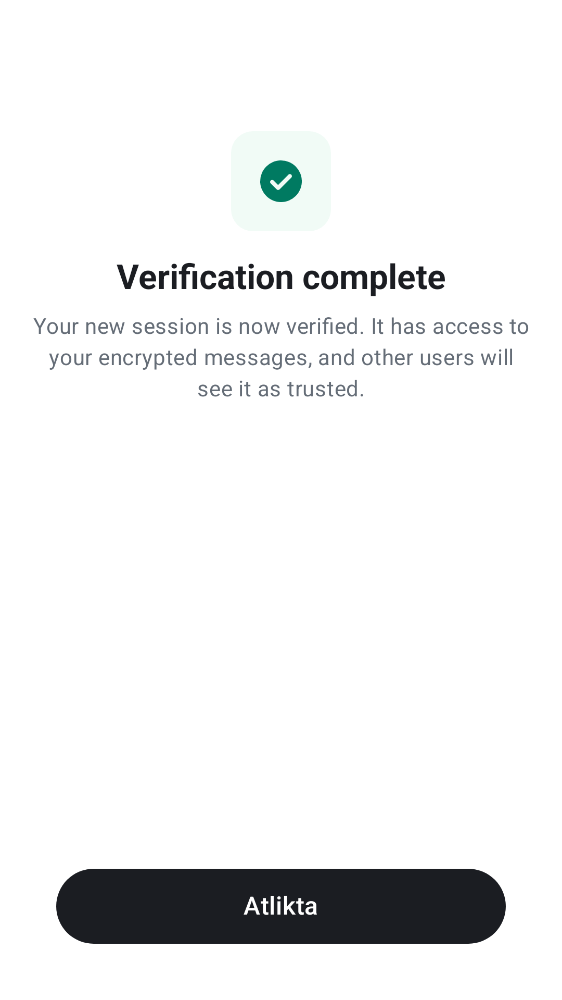 Verification complete
Your new session is now verified. It has access to
your encrypted messages, and other users will
see it as trusted.
Atlikta